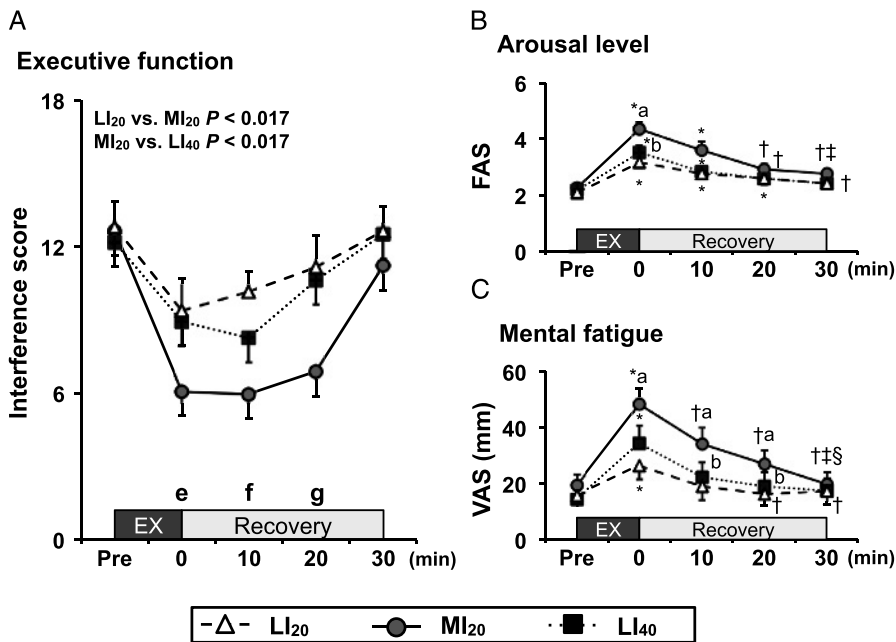 A
Executive function
18
12
6
0
Interference score
LI20 vs. MI20 P < 0.017
MI20 vs. LI40 P < 0.017
e f g
EX Recovery
Pre 0 10 20 30 (min)
B
Arousal level
6
4
2
0
FAS
*a
*b
*
*
*
*
†
†
*
†‡
†
EX Recovery
Pre 0 10 20 30 (min)
C
Mental fatigue
60
40
20
0
VAS (mm)
*a
*
*
†a
b
†a
b
†
†‡§
†
EX Recovery
Pre 0 10 20 30 (min)
LI20 MI20 LI40